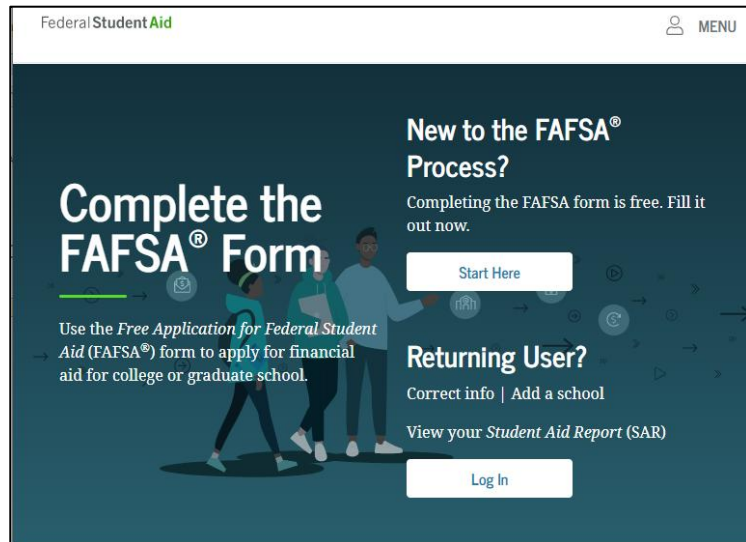 Federal Student Aid
MENU
Complete the
FAFSA® Form
Use the Free Application for Federal Student
Aid (FAFSA®) form to apply for financial
aid for college or graduate school.
New to the FAFSA®
Process?
Completing the FAFSA form is free. Fill it
out now.
Start Here
Returning User?
Correct info | Add a school
View your Student Aid Report (SAR)
Log In